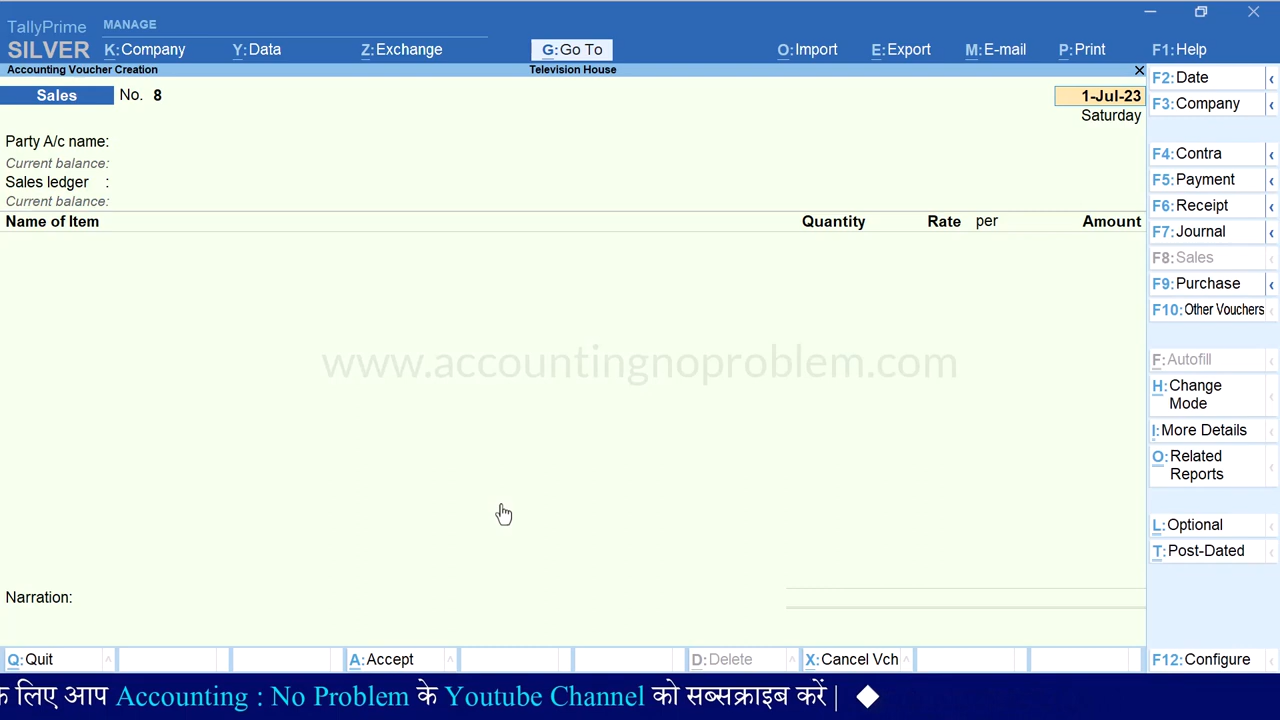 TallyPrime MANAGE
SILVER K:Company Y:Data Z:Exchange G:Go To O:Import E:Export M:E-mail P:Print F1:Help
Accounting Voucher Creation Television House
Sales No. 8 1-Jul-23
Saturday
Party A/c name:
Current balance:
Sales ledger :
Current balance:
Name of Item Quantity Rate per Amount
www.accountingnoproblem.com
Narration:
F2:Date
F3:Company
F4:Contra
F5:Payment
F6:Receipt
F7:Journal
F8:Sales
F9:Purchase
F10:Other Vouchers
F:Autofill
H:Change
Mode
I:More Details
O:Related
Reports
L:Optional
T:Post-Dated
Q:Quit A:Accept D:Delete X:Cancel Vch F12:Configure
लिए आप Accounting : No Problem के Youtube Channel को सब्सक्राइब करें | ◆